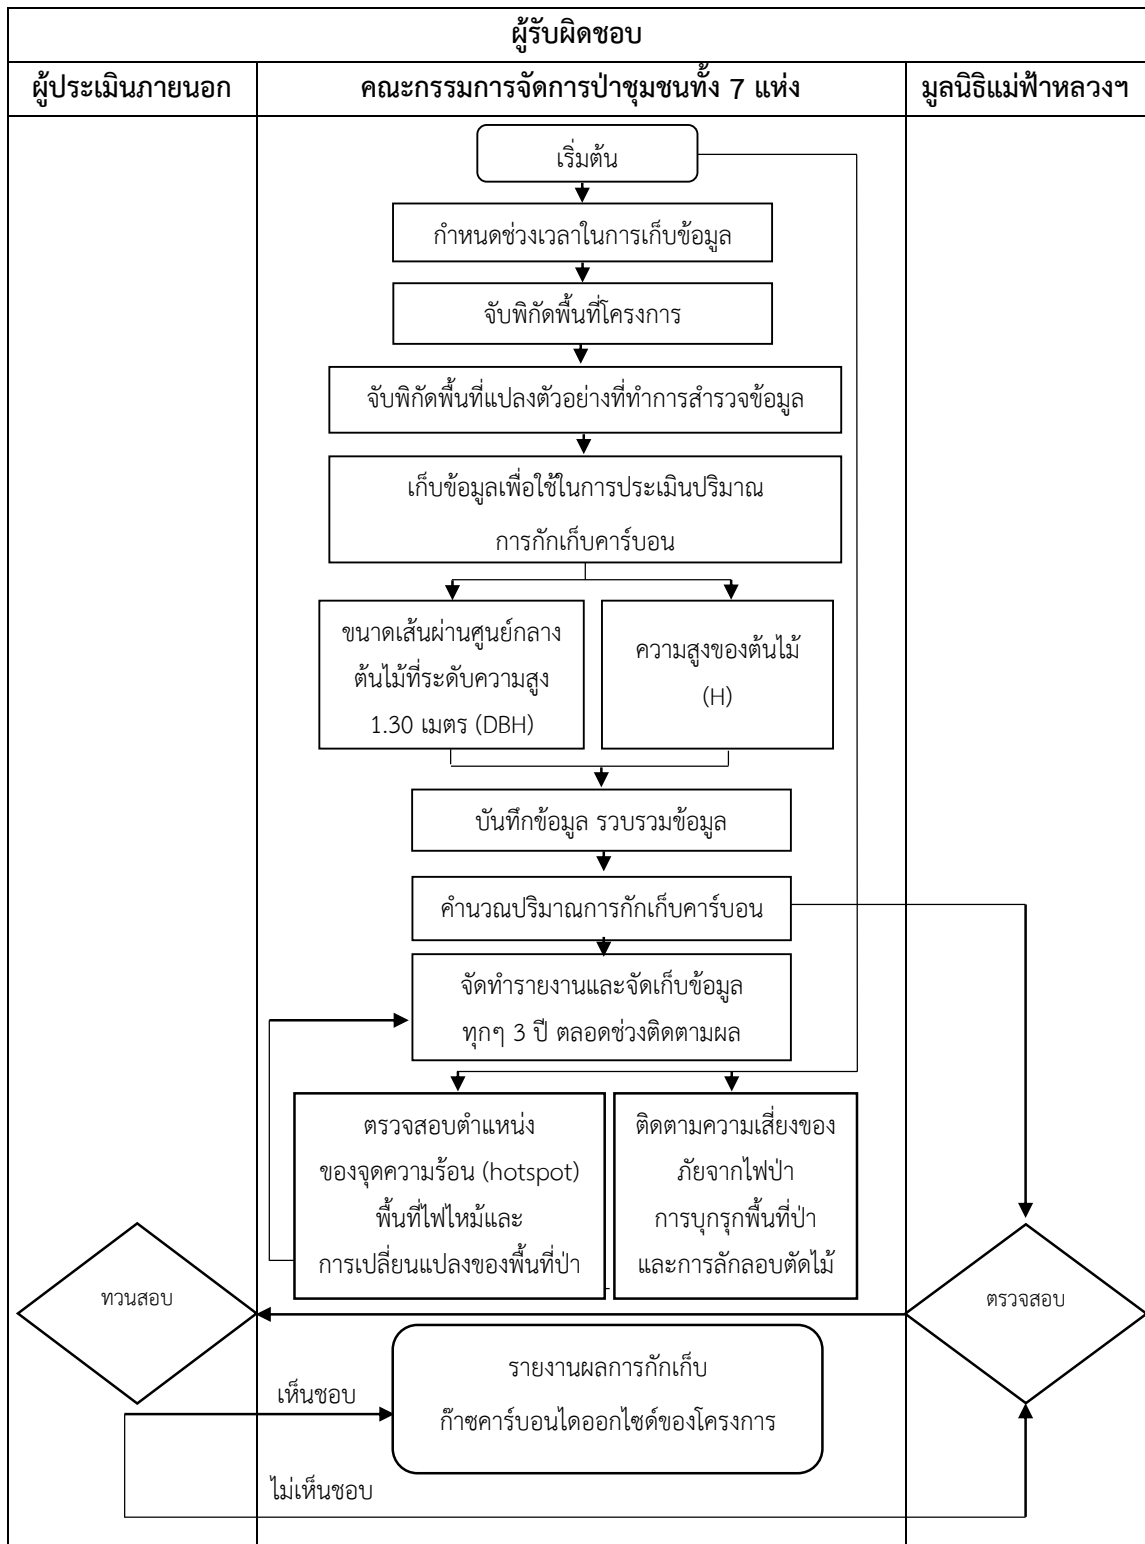 ผู้รับผิดชอบ
ผู้ประเมินภายนอก
คณะกรรมการจัดการป่าชุมชนทั้ง 7 แห่ง
มูลนิธิแม่ฟ้าหลวงฯ
เริ่มต้น
กำหนดช่วงเวลาในการเก็บข้อมูล
จับพิกัดพื้นที่โครงการ
จับพิกัดพื้นที่แปลงตัวอย่างที่ทำการสำรวจข้อมูล
เก็บข้อมูลเพื่อใช้ในการประเมินปริมาณ
การกักเก็บคาร์บอน
ขนาดเส้นผ่านศูนย์กลาง
ต้นไม้ที่ระดับความสูง
1.30 เมตร (DBH)
ความสูงของต้นไม้
(H)
บันทึกข้อมูล รวบรวมข้อมูล
คำนวณปริมาณการกักเก็บคาร์บอน
จัดทำรายงานและจัดเก็บข้อมูล
ทุกๆ 3 ปี ตลอดช่วงติดตามผล
ตรวจสอบตำแหน่ง
ของจุดความร้อน (hotspot)
พื้นที่ไฟไหม้และ
การเปลี่ยนแปลงของพื้นที่ป่า
ติดตามความเสี่ยงของ
ภัยจากไฟป่า
การบุกรุกพื้นที่ป่า
และการลักลอบตัดไม้
ทวนสอบ
ตรวจสอบ
รายงานผลการกักเก็บ
ก๊าซคาร์บอนไดออกไซด์ของโครงการ
เห็นชอบ
ไม่เห็นชอบ